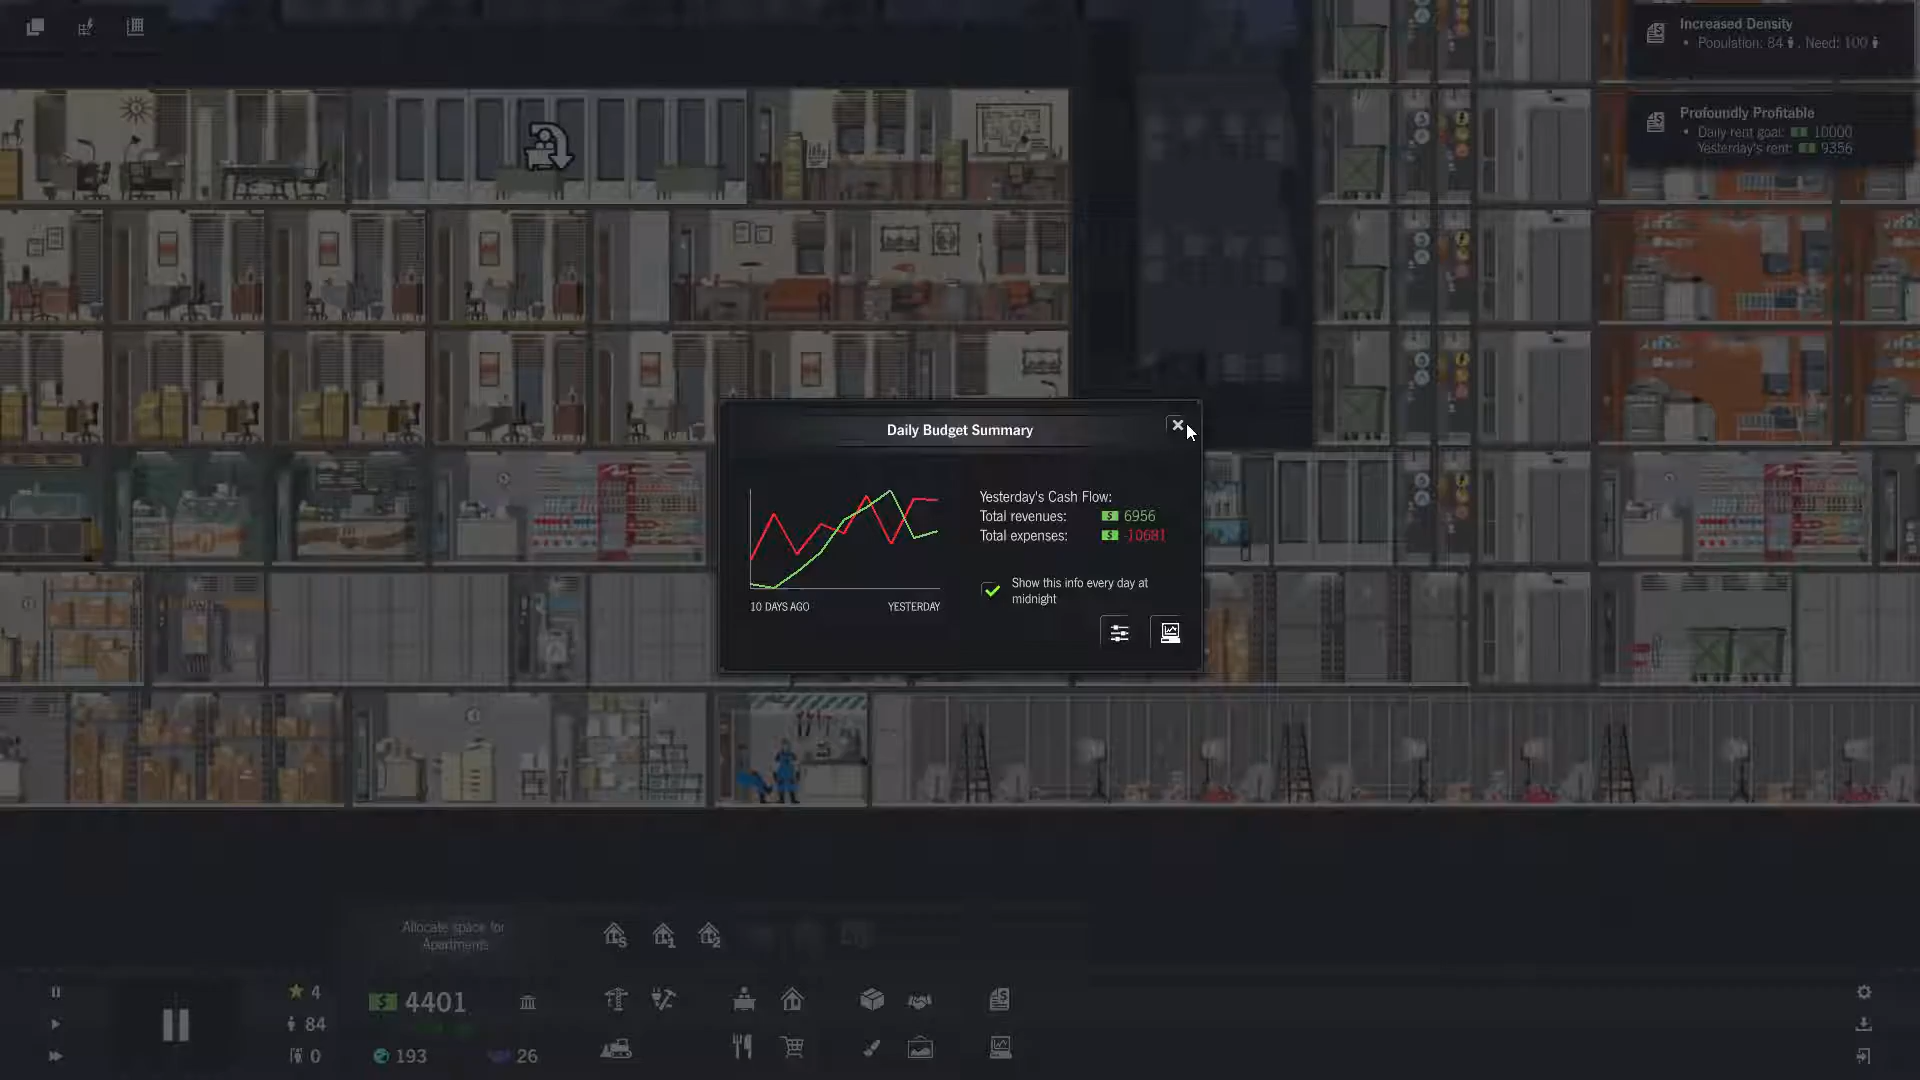 Increased Density
• Population: 84 . Need: 100
Profoundly Profitable
• Daily rent goal: 10000
Yesterday's rent: 9356
Daily Budget Summary
Yesterday's Cash Flow:
Total revenues: 6956
Total expenses: -10681
Show this info every day at
midnight
10 DAYS AGO
YESTERDAY
Allocate space for
Apartments
4
4401
84
0
193
26